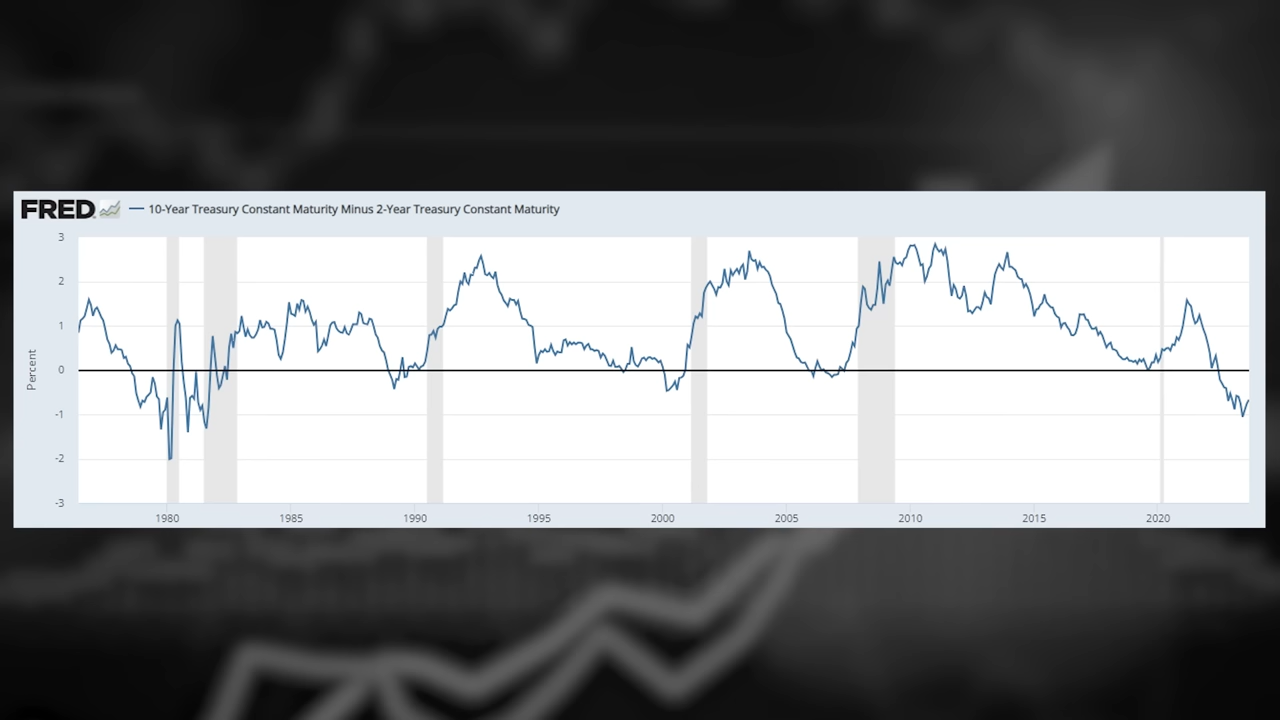 FRED 10-Year Treasury Constant Maturity Minus 2-Year Treasury Constant Maturity
3
2
1
0
-1
-2
-3
Percent
1980 1985 1990 1995 2000 2005 2010 2015 2020